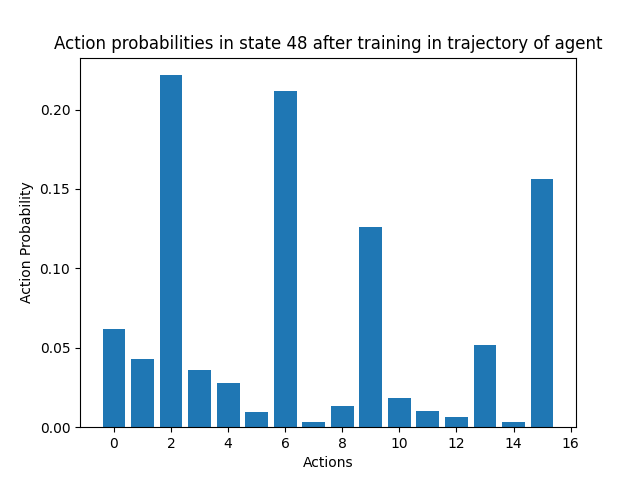 Action probabilities in state 48 after training in trajectory of agent
0.20
0.15
0.10
0.05
0.00
Action Probability
0 2 4 6 8 10 12 14 16
Actions